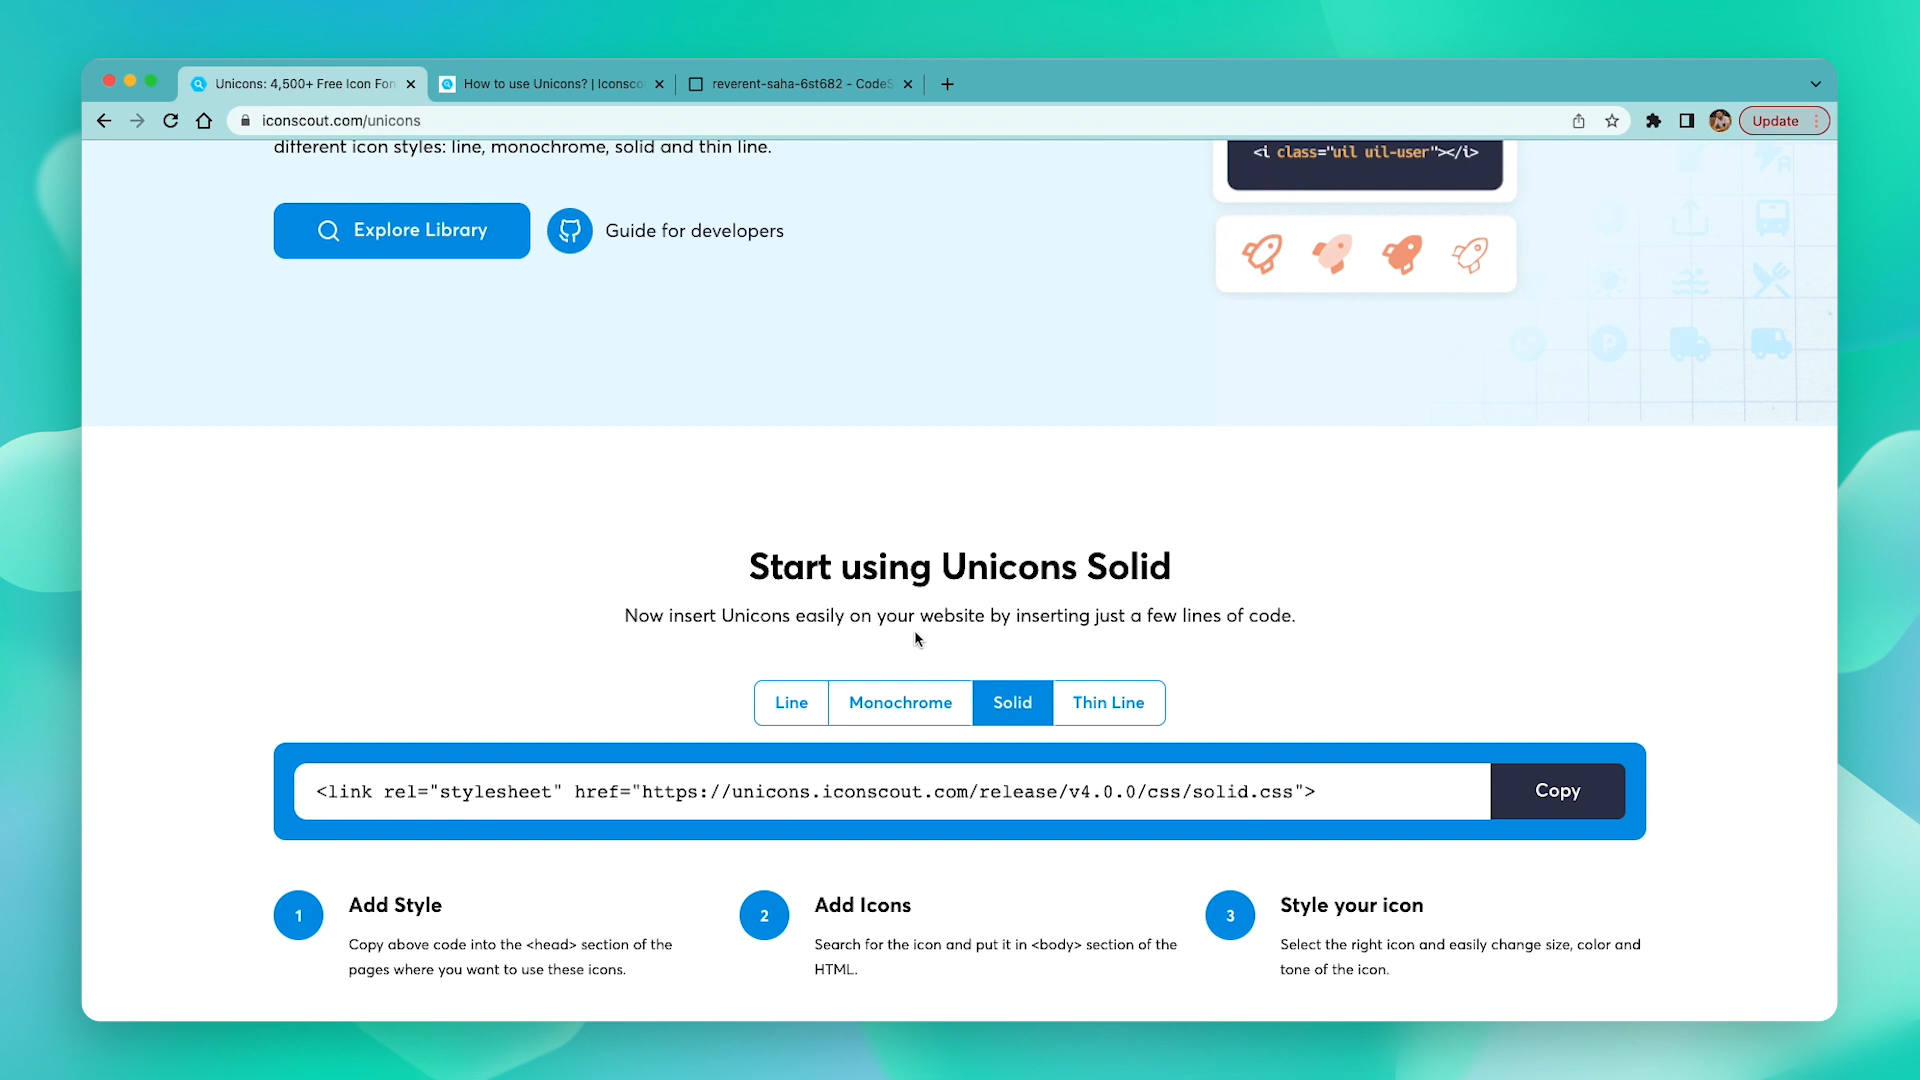 Unicons: 4,500+ Free Icon Fon
How to use Unicons? | Iconsco
reverent-saha-6st682 - CodeS
iconscout.com/unicons
Update
different icon styles: line, monochrome, solid and thin line.
<i class="uil uil-user"></i>
Explore Library
Guide for developers
Start using Unicons Solid
Now insert Unicons easily on your website by inserting just a few lines of code.
Line
Monochrome
Solid
Thin Line
<link rel="stylesheet" href="https://unicons.iconscout.com/release/v4.0.0/css/solid.css">
Copy
1
Add Style
Copy above code into the <head> section of the
pages where you want to use these icons.
2
Add Icons
Search for the icon and put it in <body> section of the
HTML.
3
Style your icon
Select the right icon and easily change size, color and
tone of the icon.